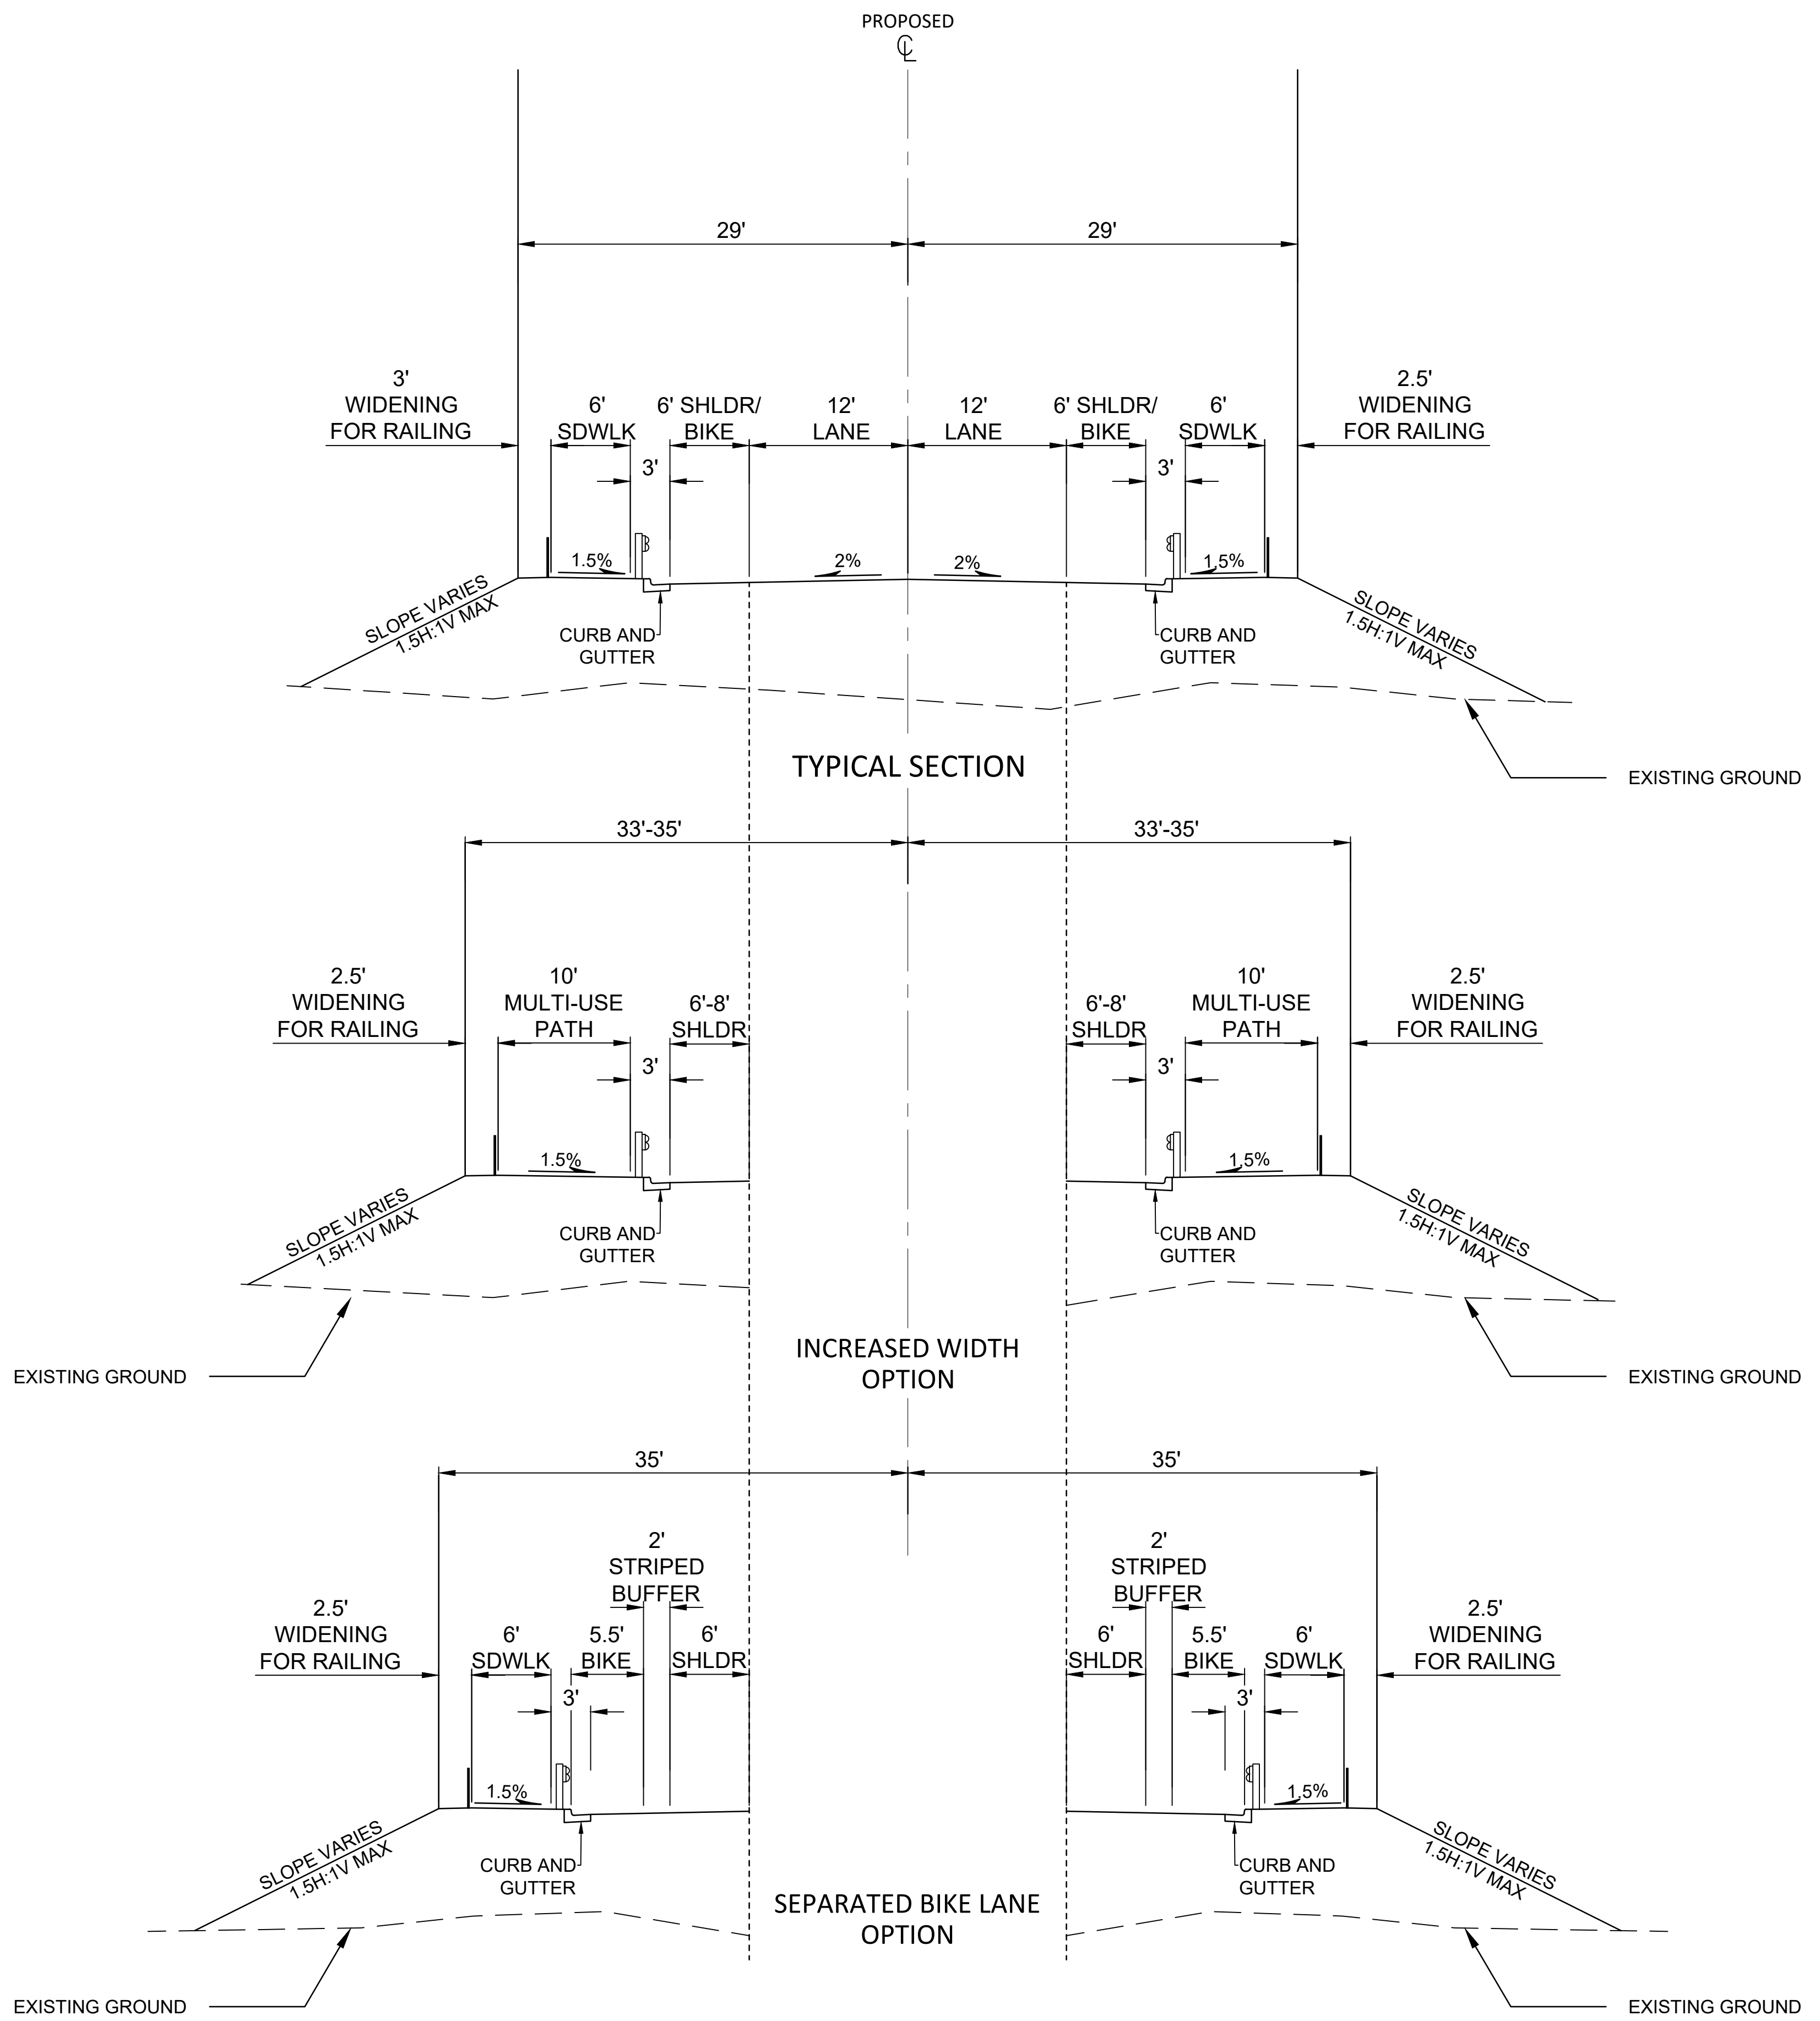 PROPOSED
℄
29'
29'
3'
WIDENING
FOR RAILING
6'
SDWLK
6' SHLDR/
BIKE
12'
LANE
12'
LANE
6' SHLDR/
BIKE
6'
SDWLK
2.5'
WIDENING
FOR RAILING
3'
3'
1.5%
2%
2%
1.5%
SLOPE VARIES
1.5H:1V MAX
CURB AND
GUTTER
CURB AND
GUTTER
SLOPE VARIES
1.5H:1V MAX
TYPICAL SECTION
EXISTING GROUND
33'-35'
33'-35'
2.5'
WIDENING
FOR RAILING
10'
MULTI-USE
PATH
6'-8'
SHLDR
6'-8'
SHLDR
10'
MULTI-USE
PATH
2.5'
WIDENING
FOR RAILING
3'
3'
1.5%
1.5%
SLOPE VARIES
1.5H:1V MAX
CURB AND
GUTTER
CURB AND
GUTTER
SLOPE VARIES
1.5H:1V MAX
INCREASED WIDTH
OPTION
EXISTING GROUND
EXISTING GROUND
35'
35'
2'
STRIPED
BUFFER
2'
STRIPED
BUFFER
2.5'
WIDENING
FOR RAILING
6'
SDWLK
5.5'
BIKE
6'
SHLDR
6'
SHLDR
5.5'
BIKE
6'
SDWLK
2.5'
WIDENING
FOR RAILING
3'
3'
1.5%
1.5%
SLOPE VARIES
1.5H:1V MAX
CURB AND
GUTTER
CURB AND
GUTTER
SLOPE VARIES
1.5H:1V MAX
SEPARATED BIKE LANE
OPTION
EXISTING GROUND
EXISTING GROUND